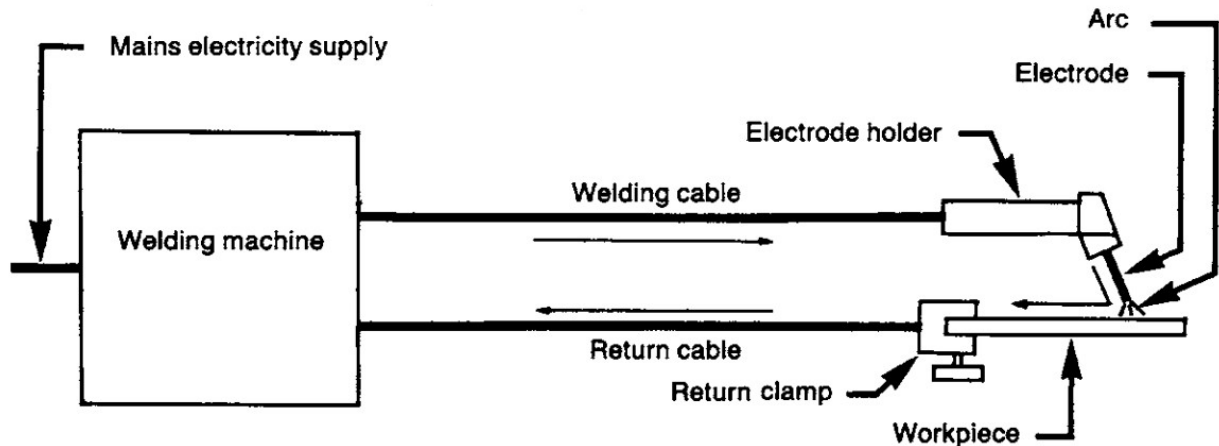 Mains electricity supply
Arc
Electrode
Electrode holder
Welding cable
Welding machine
Return cable
Return clamp
Workpiece